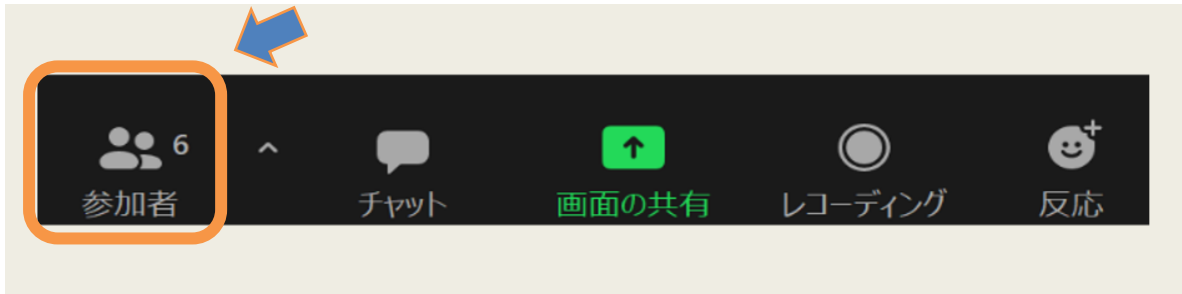 6
参加者
チャット
画面の共有
レコーディング
反応